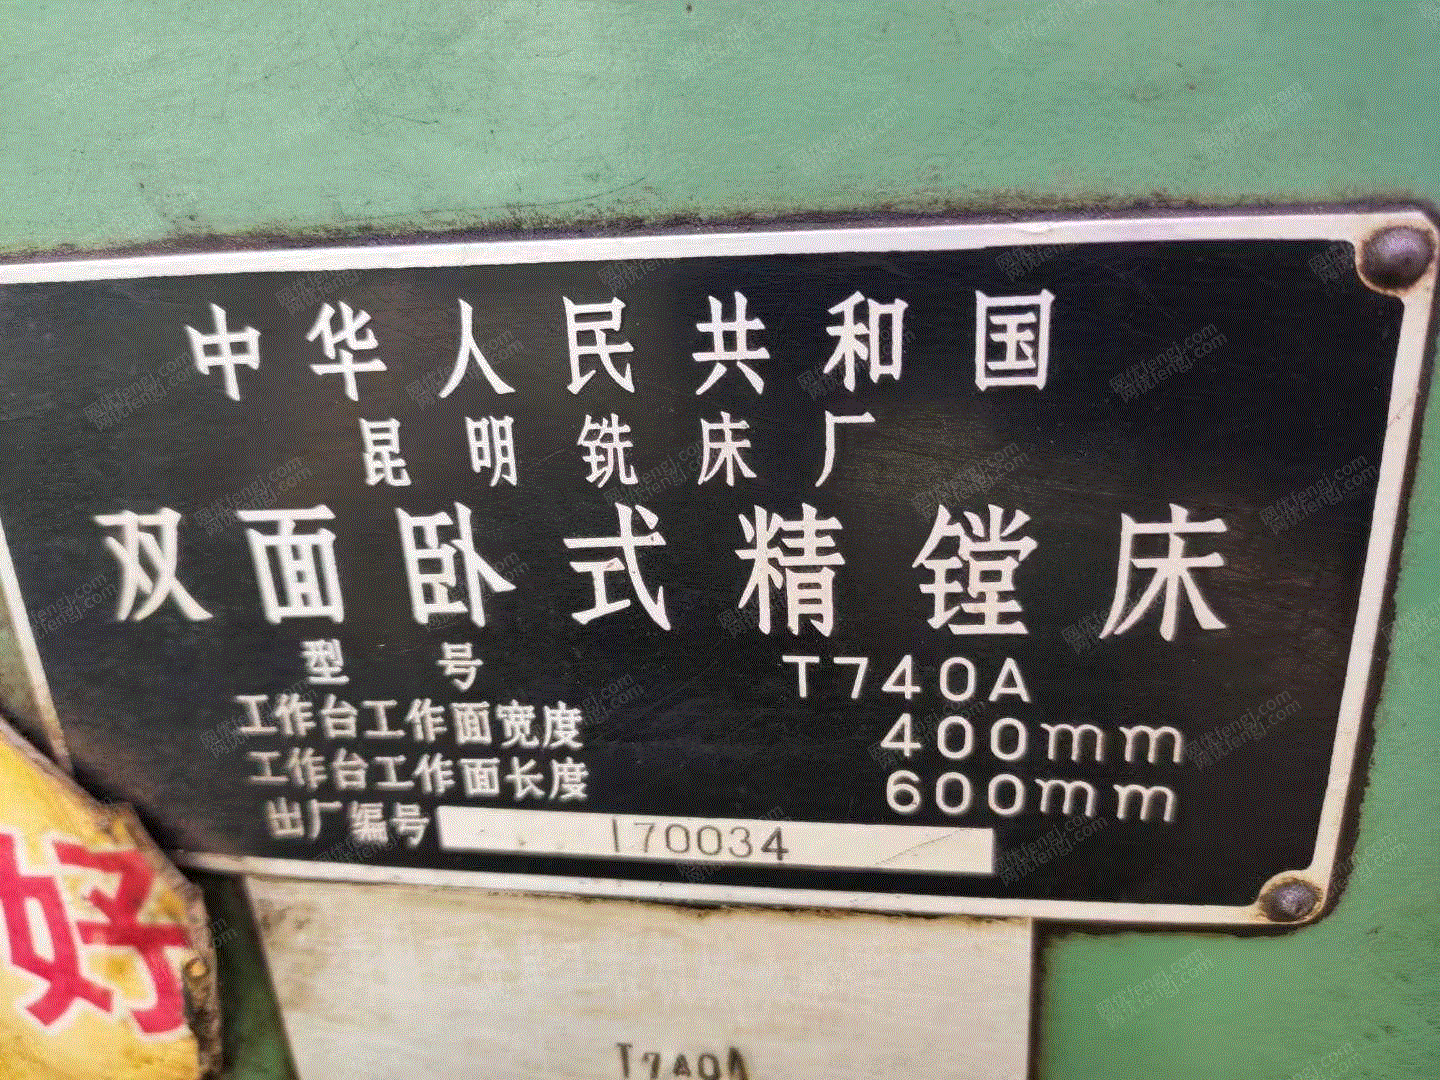 中华人民共和国
昆明铣床厂
双面卧式精镗床
型号 T740A
工作台工作面宽度 400mm
工作台工作面长度 600mm
出厂编号 170034
好
T740A